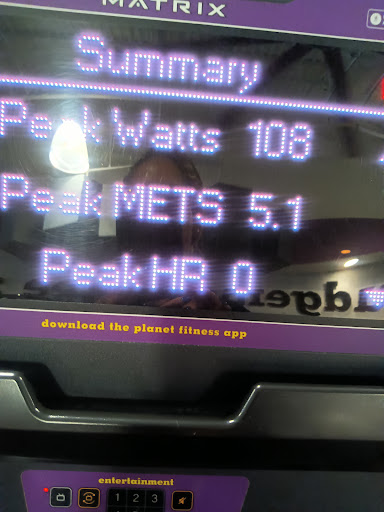 MATRIX
Summary
Peak Watts 108
Peak METS 5.1
Peak HR 0
download the planet fitness app
entertainment
1 2 3